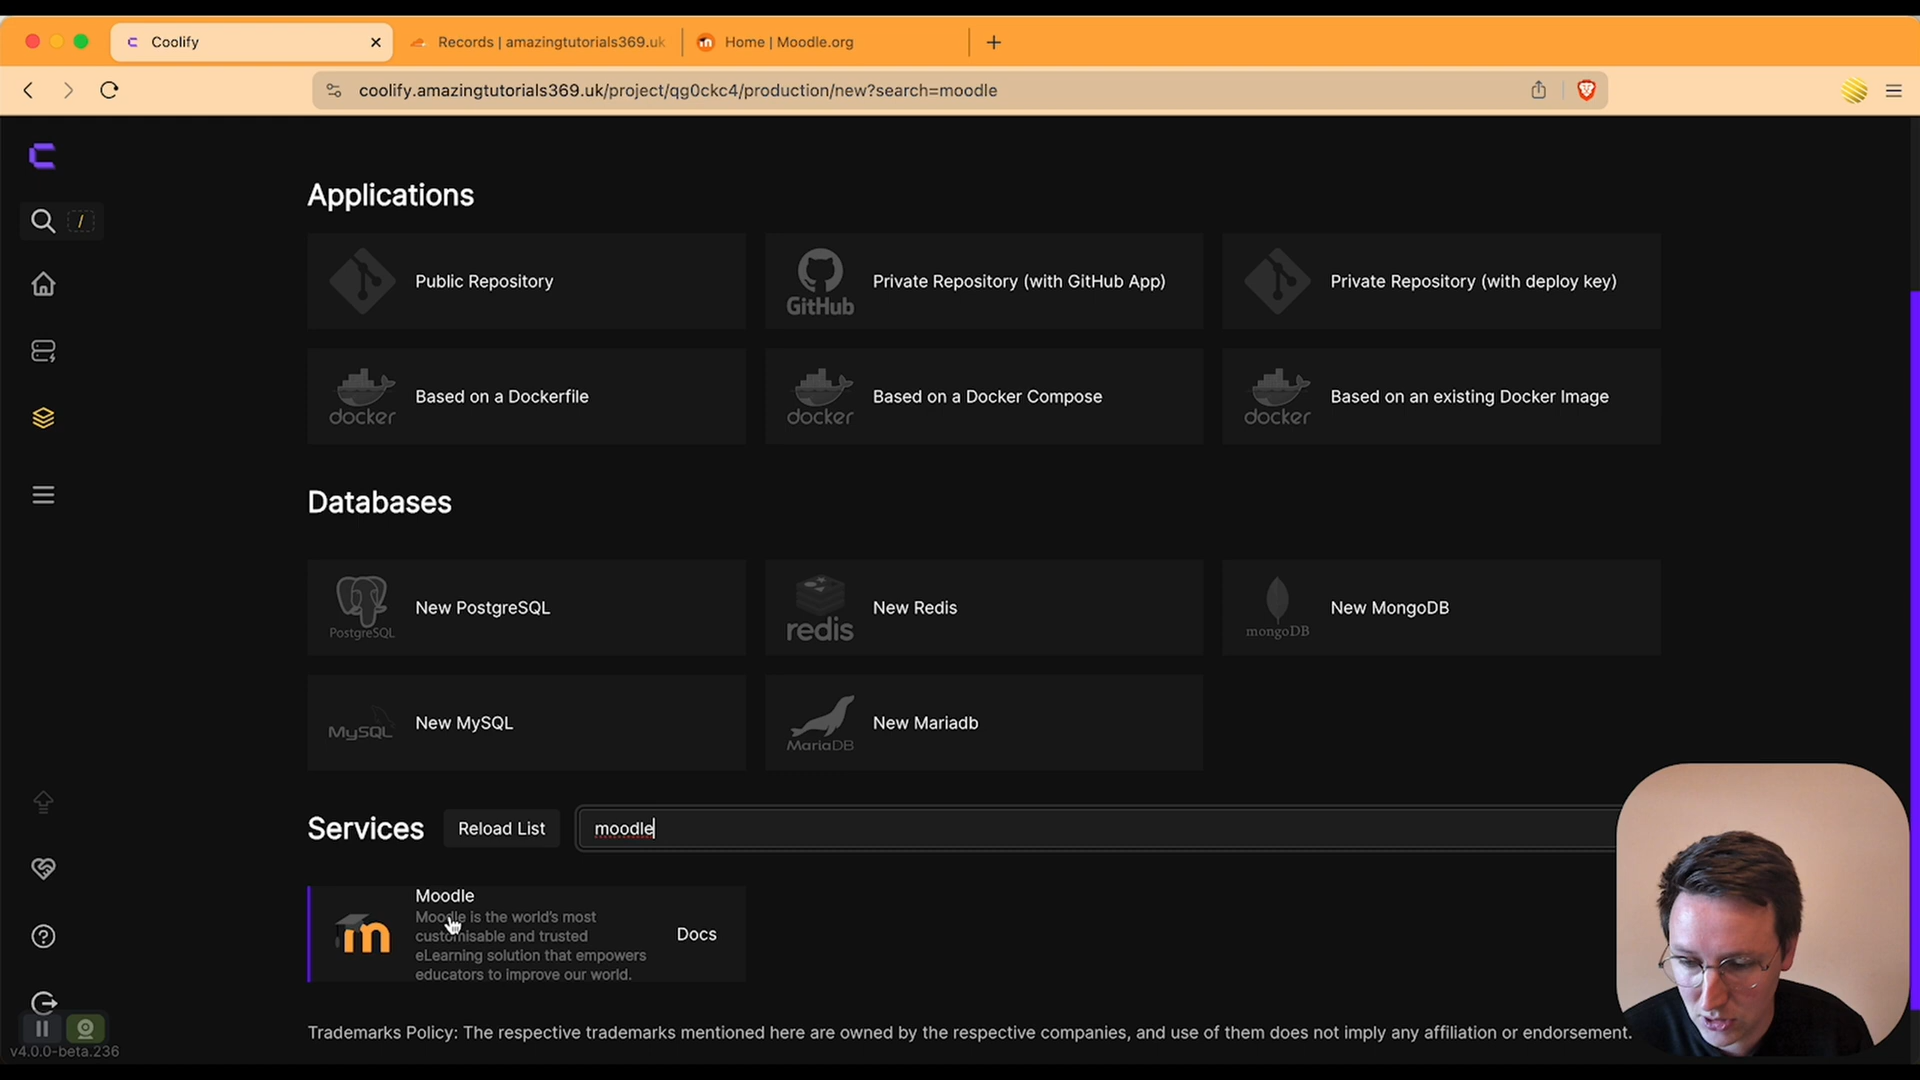 Coolify
Records | amazingtutorials369.uk
Home | Moodle.org
coolify.amazingtutorials369.uk/project/qg0ckc4/production/new?search=moodle
/
Applications
Public Repository
GitHub
Private Repository (with GitHub App)
Private Repository (with deploy key)
docker
Based on a Dockerfile
docker
Based on a Docker Compose
docker
Based on an existing Docker Image
Databases
PostgreSQL
New PostgreSQL
redis
New Redis
mongoDB
New MongoDB
MySQL
New MySQL
MariaDB
New Mariadb
Services
Reload List
moodle
Moodle
Moodle is the world's most
customisable and trusted
eLearning solution that empowers
educators to improve our world.
Docs
Trademarks Policy: The respective trademarks mentioned here are owned by the respective companies, and use of them does not imply any affiliation or endorsement.
v4.0.0-beta.236